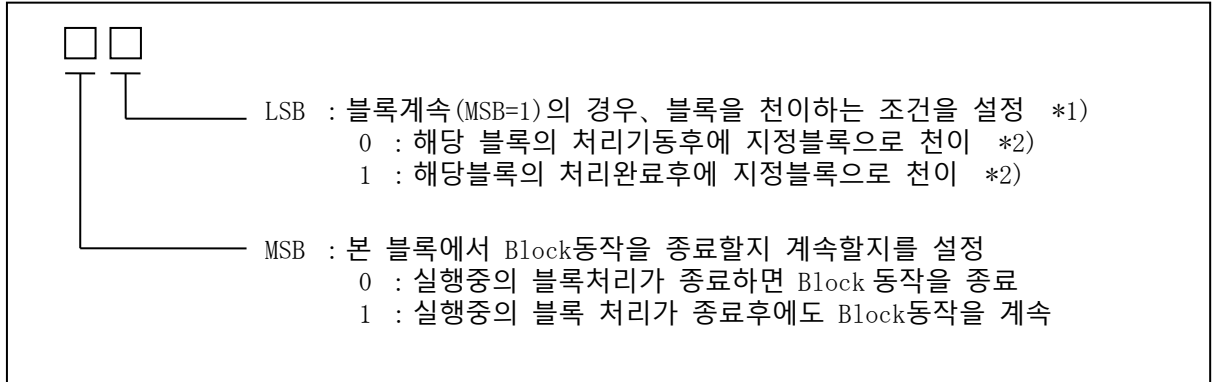 LSB : 블록계속(MSB=1)의 경우、블록을 천이하는 조건을 설정 *1)
0 : 해당 블록의 처리기동후에 지정블록으로 천이 *2)
1 : 해당블록의 처리완료후에 지정블록으로 천이 *2)
MSB : 본 블록에서 Block동작을 종료할지 계속할지를 설정
0 : 실행중의 블록처리가 종료하면 Block 동작을 종료
1 : 실행중의 블록 처리가 종료후에도 Block동작을 계속